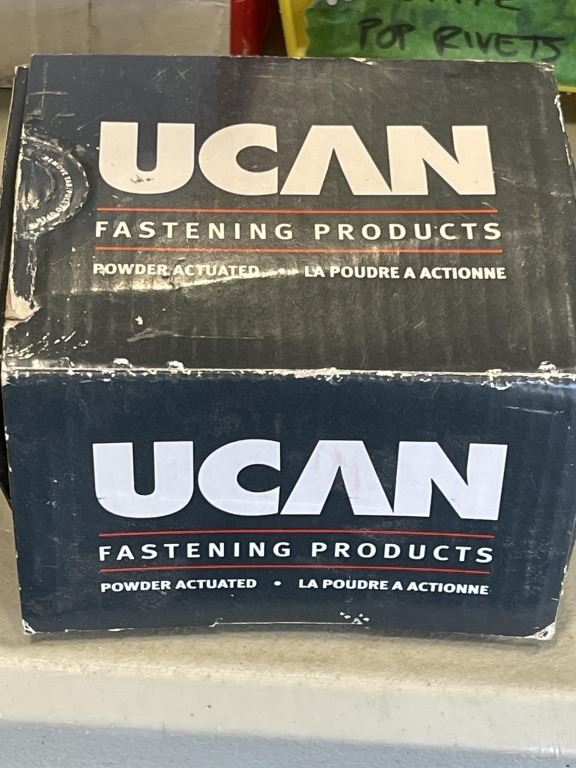 POP RIVETS
UCAN
FASTENING PRODUCTS
POWDER ACTUATED • LA POUDRE A ACTIONNE
UCAN
FASTENING PRODUCTS
POWDER ACTUATED • LA POUDRE A ACTIONNE